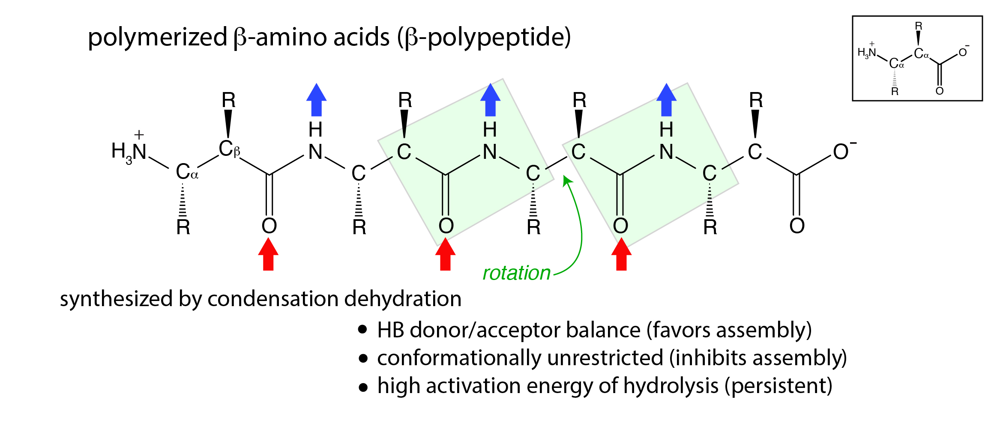 polymerized β-amino acids (β-polypeptide)
R
H₃N⁺ Cα Cα O⁻
R O
R H R H R H R
H₃N⁺ Cα Cβ N C C N C C N C C O⁻
R O R O R O R O
rotation
synthesized by condensation dehydration
• HB donor/acceptor balance (favors assembly)
• conformationally unrestricted (inhibits assembly)
• high activation energy of hydrolysis (persistent)